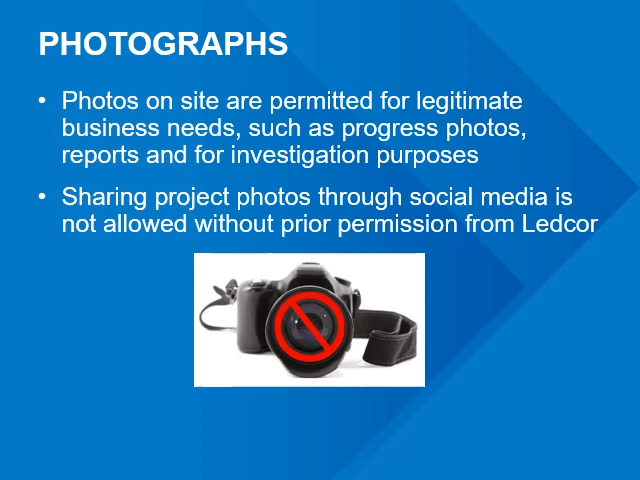 PHOTOGRAPHS
• Photos on site are permitted for legitimate
business needs, such as progress photos,
reports and for investigation purposes
• Sharing project photos through social media is
not allowed without prior permission from Ledcor